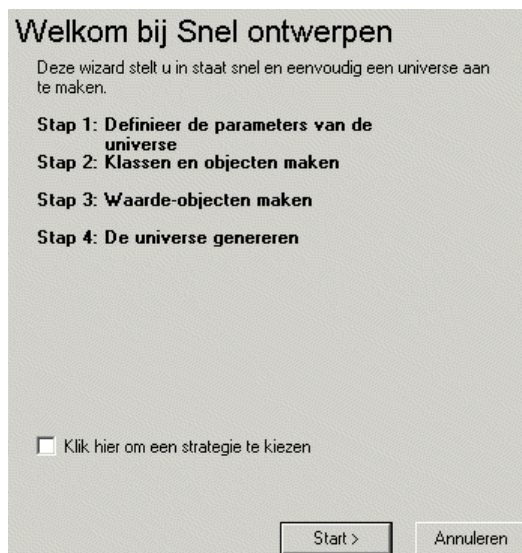 Welkom bij Snel ontwerpen
Deze wizard stelt u in staat snel en eenvoudig een universe aan
te maken.
Stap 1: Definieer de parameters van de
universe
Stap 2: Klassen en objecten maken
Stap 3: Waarde-objecten maken
Stap 4: De universe genereren
Klik hier om een strategie te kiezen
Start >
Annuleren